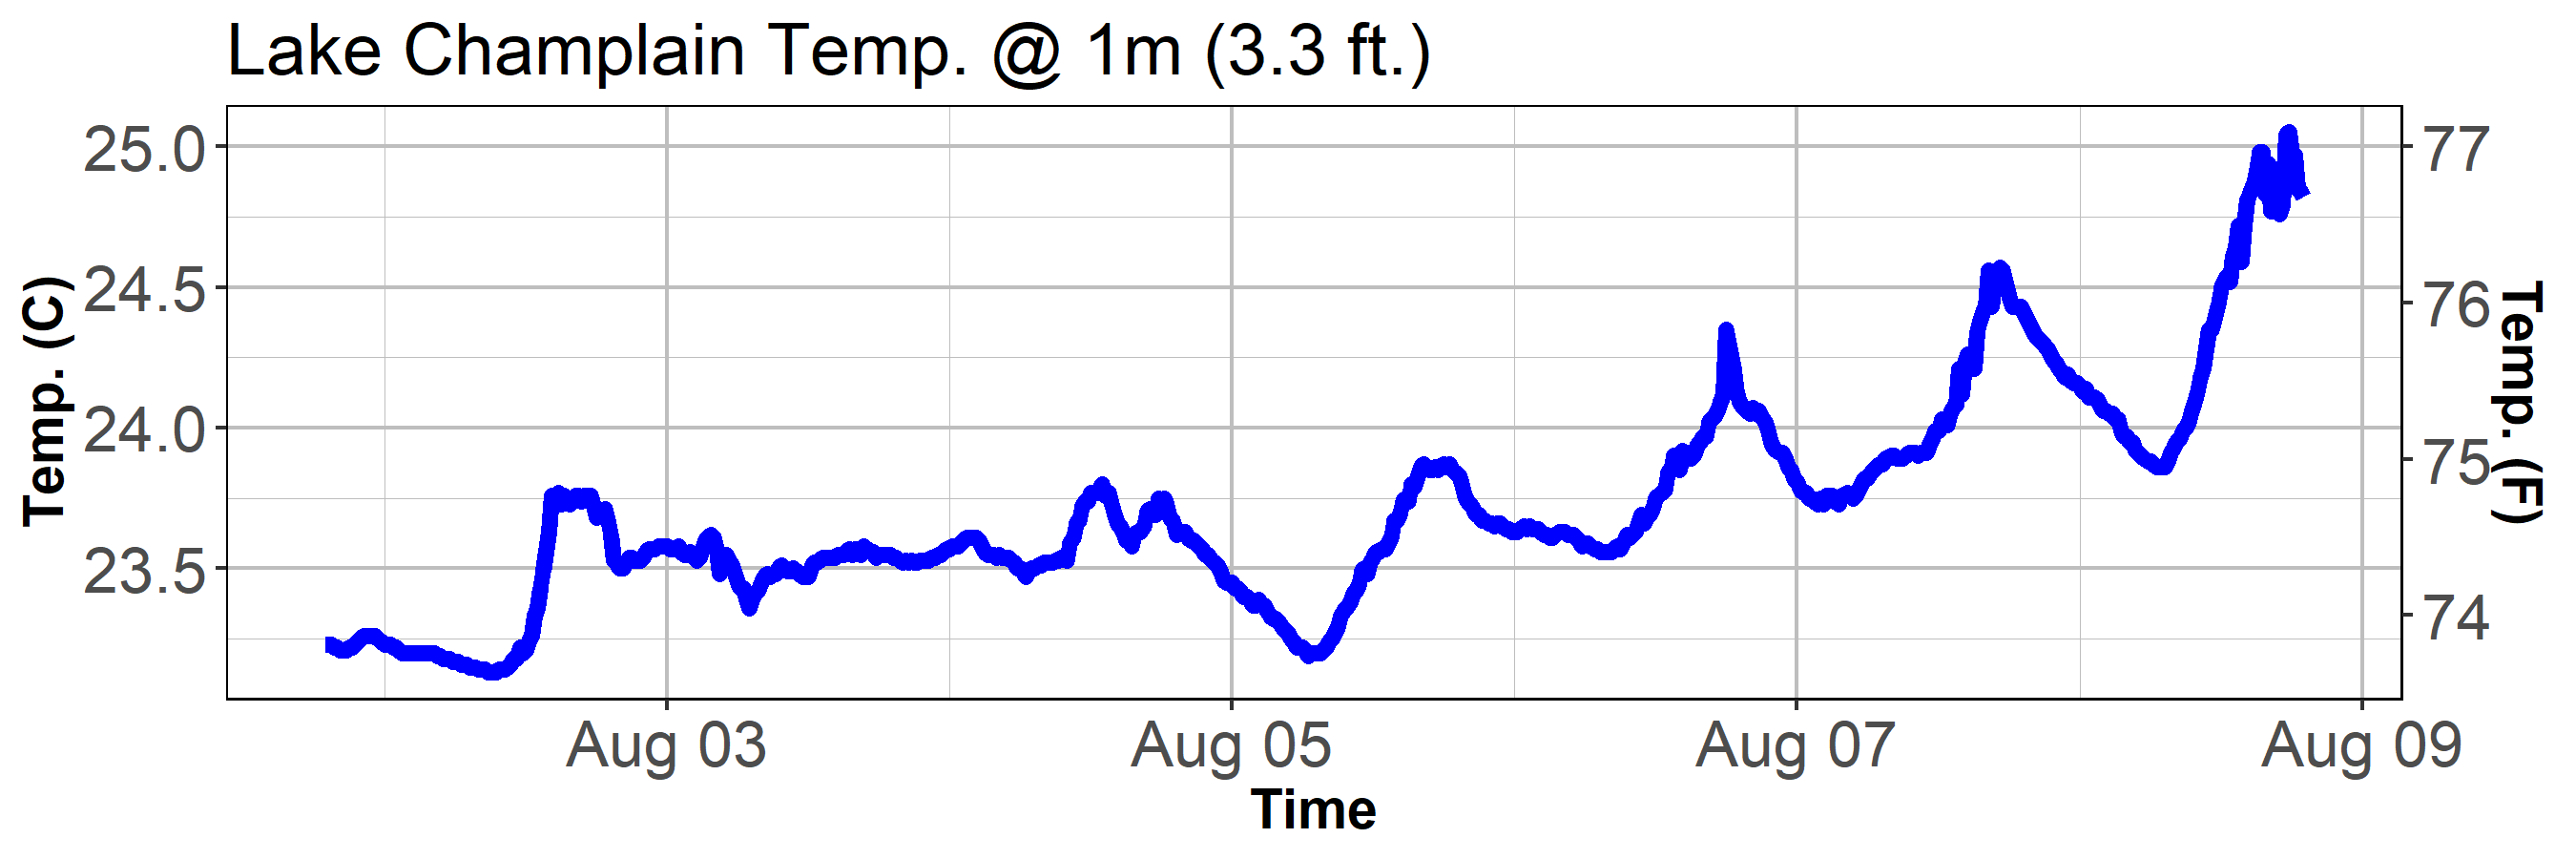 Lake Champlain Temp. @ 1m (3.3 ft.)
Temp. (C)
25.0
24.5
24.0
23.5
77
76
75
74
Temp. (F)
Aug 03
Aug 05
Aug 07
Aug 09
Time